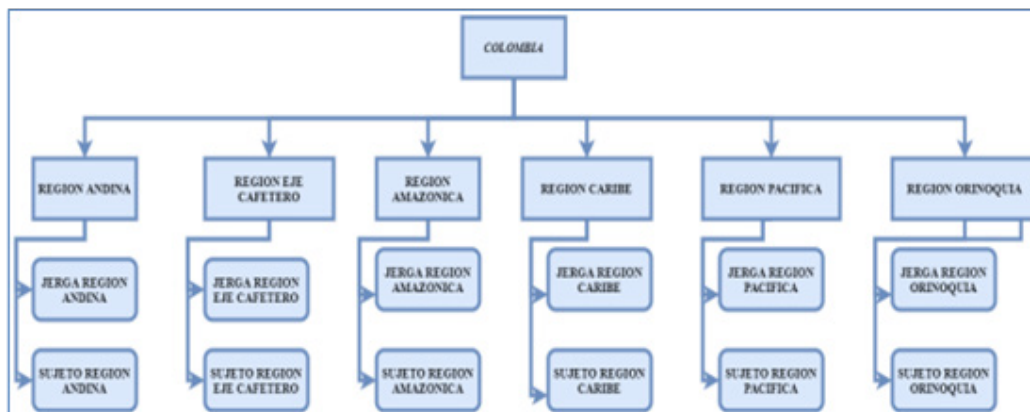 COLOMBIA
REGION ANDINA
REGION EJE
CAFETERO
REGION
AMAZONICA
REGION CARIBE
REGION PACIFICA
REGION ORINOQUIA
JERGA REGION
ANDINA
JERGA REGION
EJE CAFETERO
JERGA REGION
AMAZONICA
JERGA REGION
CARIBE
JERGA REGION
PACIFICA
JERGA REGION
ORINOQUIA
SUJETO REGION
ANDINA
SUJETO REGION
EJE CAFETERO
SUJETO REGION
AMAZONICA
SUJETO REGION
CARIBE
SUJETO REGION
PACIFICA
SUJETO REGION
ORINOQUIA